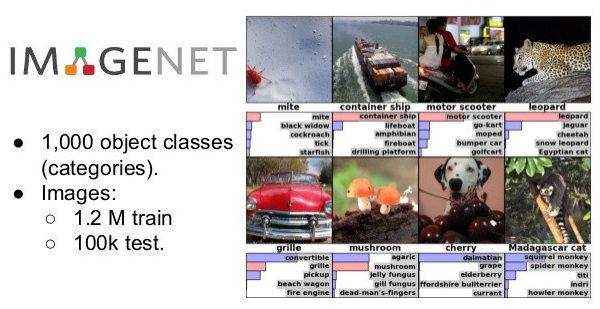 IMAGENET
● 1,000 object classes
(categories).
● Images:
○ 1.2 M train
○ 100k test.
mite
container ship
motor scooter
leopard
mite
black widow
cockroach
tick
starfish
container ship
lifeboat
amphibian
fireboat
drilling platform
motor scooter
go-kart
moped
bumper car
golfcart
leopard
jaguar
cheetah
snow leopard
Egyptian cat
grille
mushroom
cherry
Madagascar cat
convertible
grille
pickup
beach wagon
fire engine
agaric
mushroom
jelly fungus
gill fungus
dead-man's-fingers
dalmatian
grape
elderberry
ffordshire bullterrier
currant
squirrel monkey
spider monkey
titi
indri
howler monkey